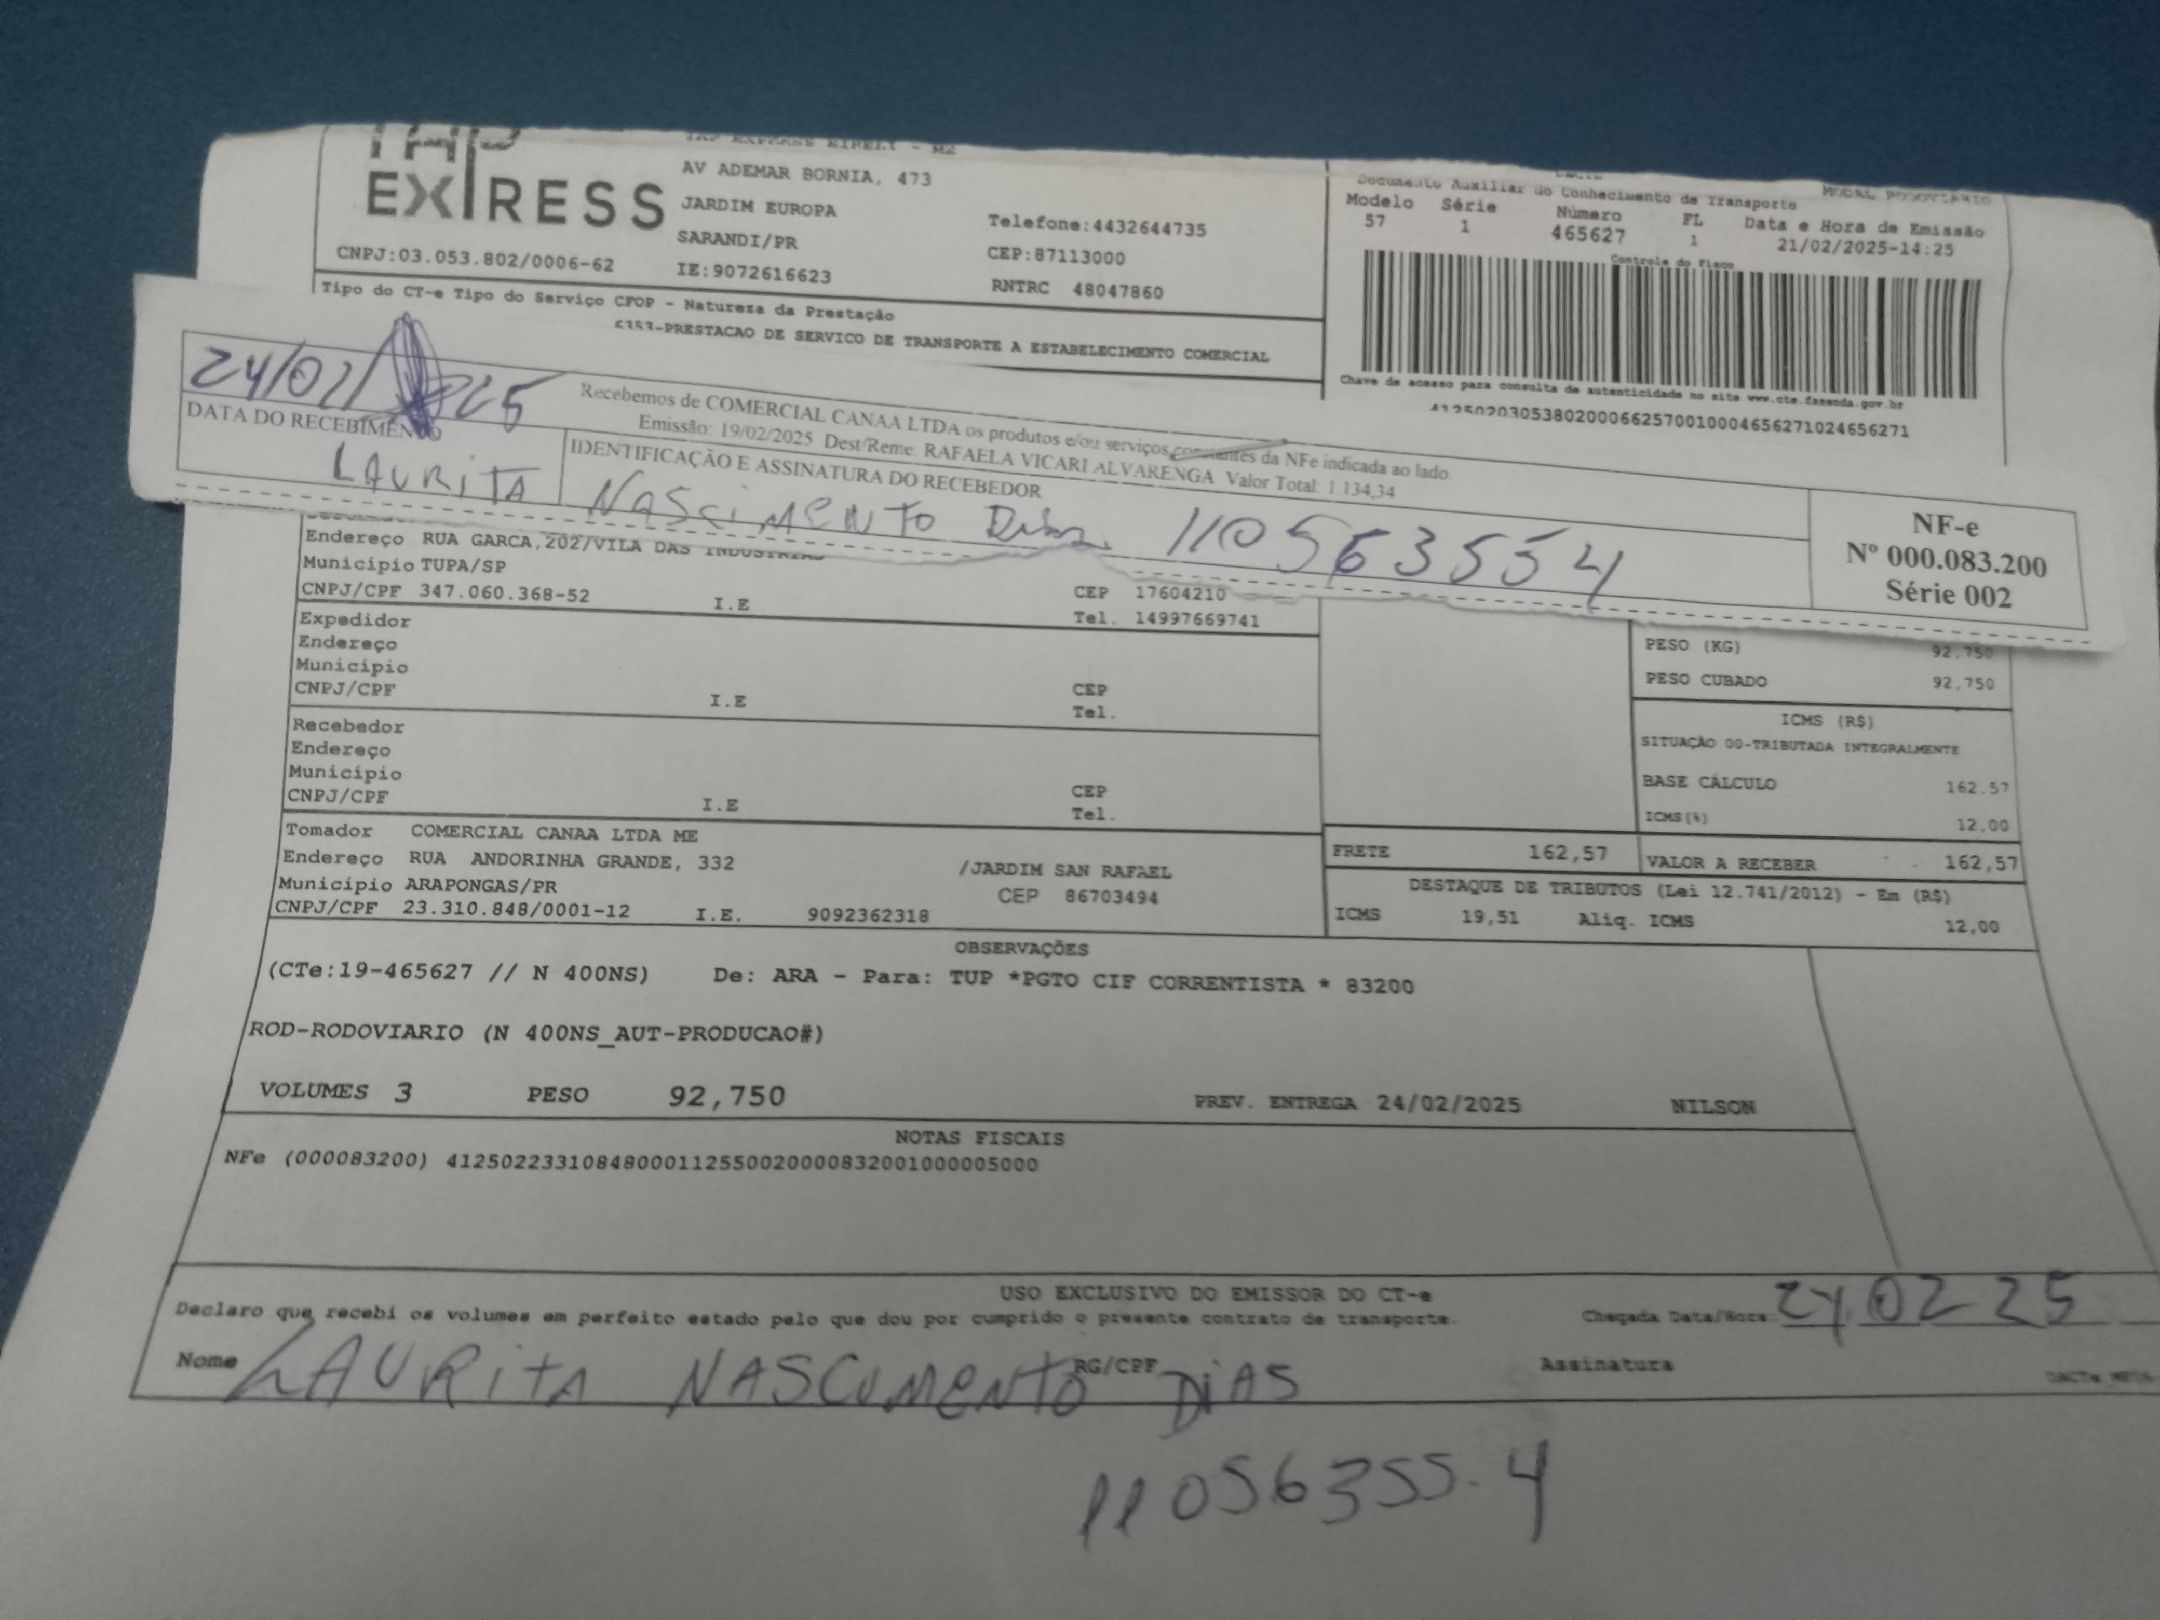 TAP
EXPRESS
TAP EXPRESS EIRELI - ME
AV ADEMAR BORNIA, 473
JARDIM EUROPA
SARANDI/PR
IE:9072616623
CNPJ:03.053.802/0006-62
Telefone:4432644735
CEP:87113000
RNTRC 48047860
DACTE
MODAL RODOVIÁRIO
Documento Auxiliar do Conhecimento de Transporte
Modelo Série Número FL Data e Hora de Emissão
57 1 465627 1 21/02/2025-14:25
Controle do Fisco
Chave de acesso para consulta de autenticidade no site www.cte.fazenda.gov.br
41250203053802000662570010004656271024656271
Tipo do CT-e Tipo do Serviço CFOP - Natureza da Prestação
6353-PRESTACAO DE SERVICO DE TRANSPORTE A ESTABELECIMENTO COMERCIAL
24/02/ 25
DATA DO RECEBIMENTO
Recebemos de COMERCIAL CANAA LTDA os produtos e/ou serviços constantes da NFe indicada ao lado.
Emissão: 19/02/2025 Dest/Reme: RAFAELA VICARI ALVARENGA Valor Total: 1.134,34
IDENTIFICAÇÃO E ASSINATURA DO RECEBEDOR
LAURITA NASCIMENTO Dias 110563554
NF-e
Nº 000.083.200
Série 002
Endereço RUA GARCA,202/VILA DAS INDUSTRIAS
Município TUPA/SP
CNPJ/CPF 347.060.368-52 I.E CEP 17604210
Tel. 14997669741
Expedidor
Endereço
Município
CNPJ/CPF I.E CEP
Tel.
Recebedor
Endereço
Município
CNPJ/CPF I.E CEP
Tel.
PESO (KG) 92,750
PESO CUBADO 92,750
ICMS (R$)
SITUAÇÃO 00-TRIBUTADA INTEGRALMENTE
BASE CÁLCULO 162,57
ICMS(%) 12,00
Tomador COMERCIAL CANAA LTDA ME
Endereço RUA ANDORINHA GRANDE, 332 /JARDIM SAN RAFAEL
Município ARAPONGAS/PR CEP 86703494
CNPJ/CPF 23.310.848/0001-12 I.E. 9092362318
FRETE 162,57 VALOR A RECEBER 162,57
DESTAQUE DE TRIBUTOS (Lei 12.741/2012) - Em (R$)
ICMS 19,51 Aliq. ICMS 12,00
OBSERVAÇÕES
(CTe:19-465627 // N 400NS) De: ARA - Para: TUP *PGTO CIF CORRENTISTA * 83200
ROD-RODOVIARIO (N 400NS_AUT-PRODUCAO#)
VOLUMES 3 PESO 92,750 PREV. ENTREGA 24/02/2025 NILSON
NOTAS FISCAIS
NFe (000083200) 41250223310848000112550020000832001000005000
USO EXCLUSIVO DO EMISSOR DO CT-e
Declaro que recebi os volumes em perfeito estado pelo que dou por cumprido o presente contrato de transporte.
Chegada Data/Hora: 24 02 25
Nome LAURITA NASCIMENTO DIAS RG/CPF Assinatura
11056355-4